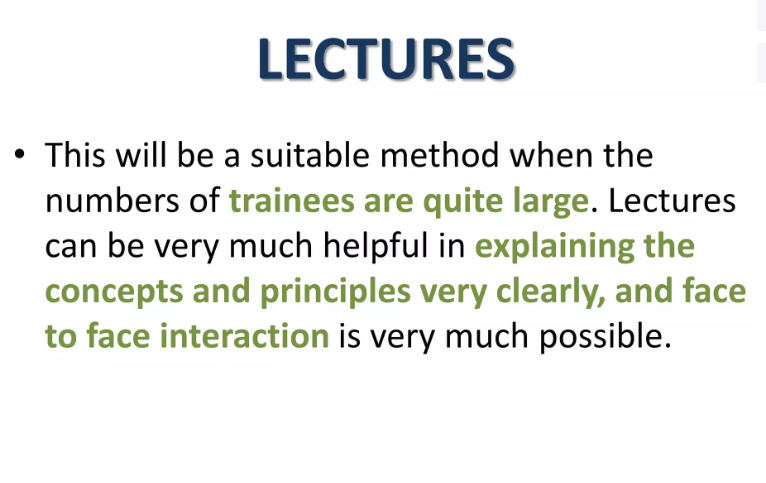 LECTURES
• This will be a suitable method when the
numbers of trainees are quite large. Lectures
can be very much helpful in explaining the
concepts and principles very clearly, and face
to face interaction is very much possible.